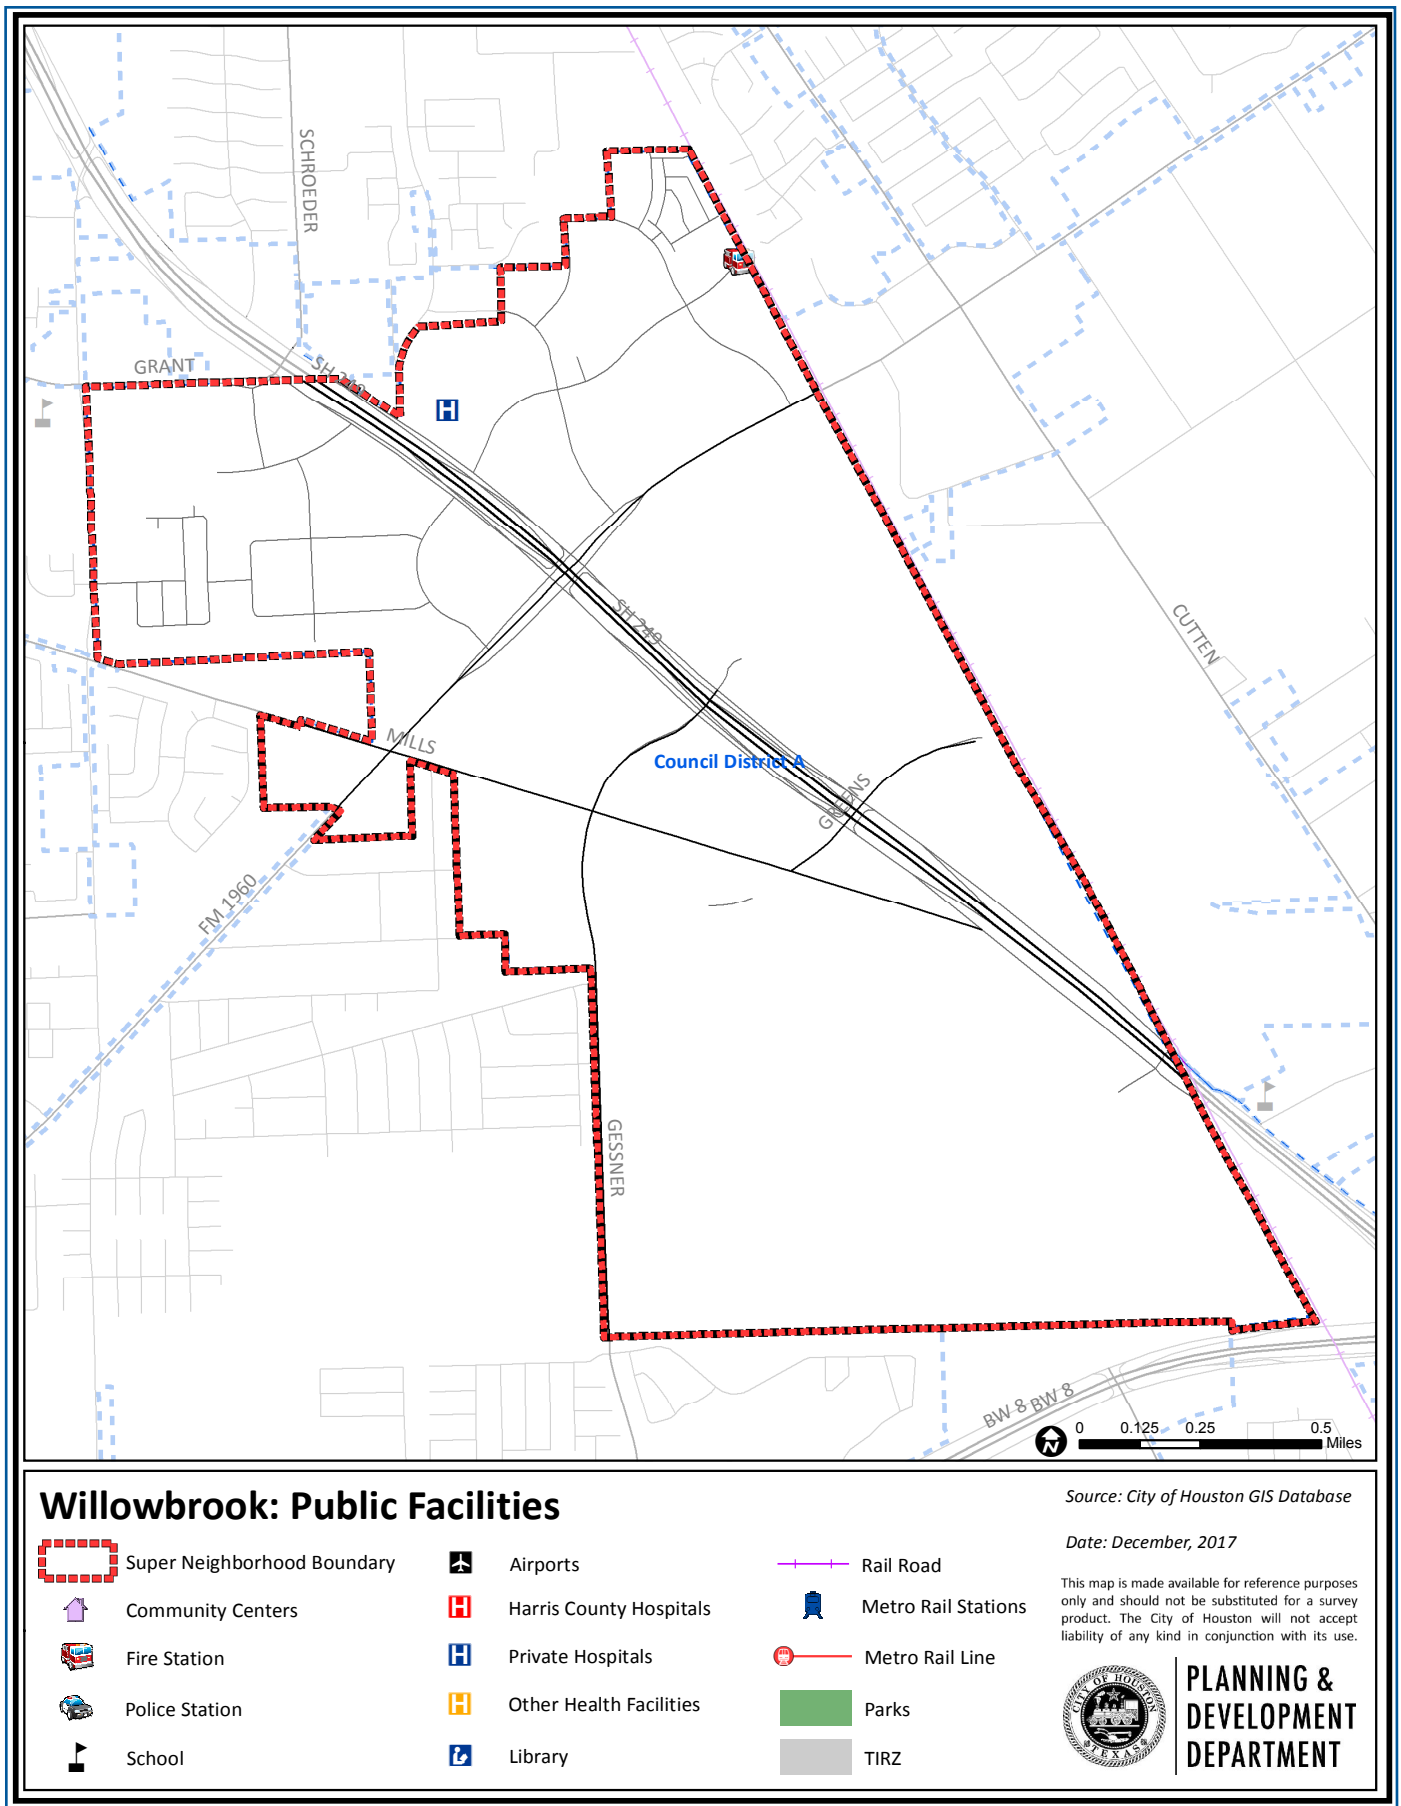 SCHROEDER
GRANT
SH 249
SH 249
CUTTEN
MILLS
Council District A
GREENS
FM 1960
GESSNER
BW 8
BW 8
0 0.125 0.25 0.5
Miles
N
Willowbrook: Public Facilities
Super Neighborhood Boundary
Community Centers
Fire Station
Police Station
School
Airports
Harris County Hospitals
Private Hospitals
Other Health Facilities
Library
Rail Road
Metro Rail Stations
Metro Rail Line
Parks
TIRZ
Source: City of Houston GIS Database
Date: December, 2017
This map is made available for reference purposes
only and should not be substituted for a survey
product. The City of Houston will not accept
liability of any kind in conjunction with its use.
CITY OF HOUSTON
TEXAS
PLANNING &
DEVELOPMENT
DEPARTMENT